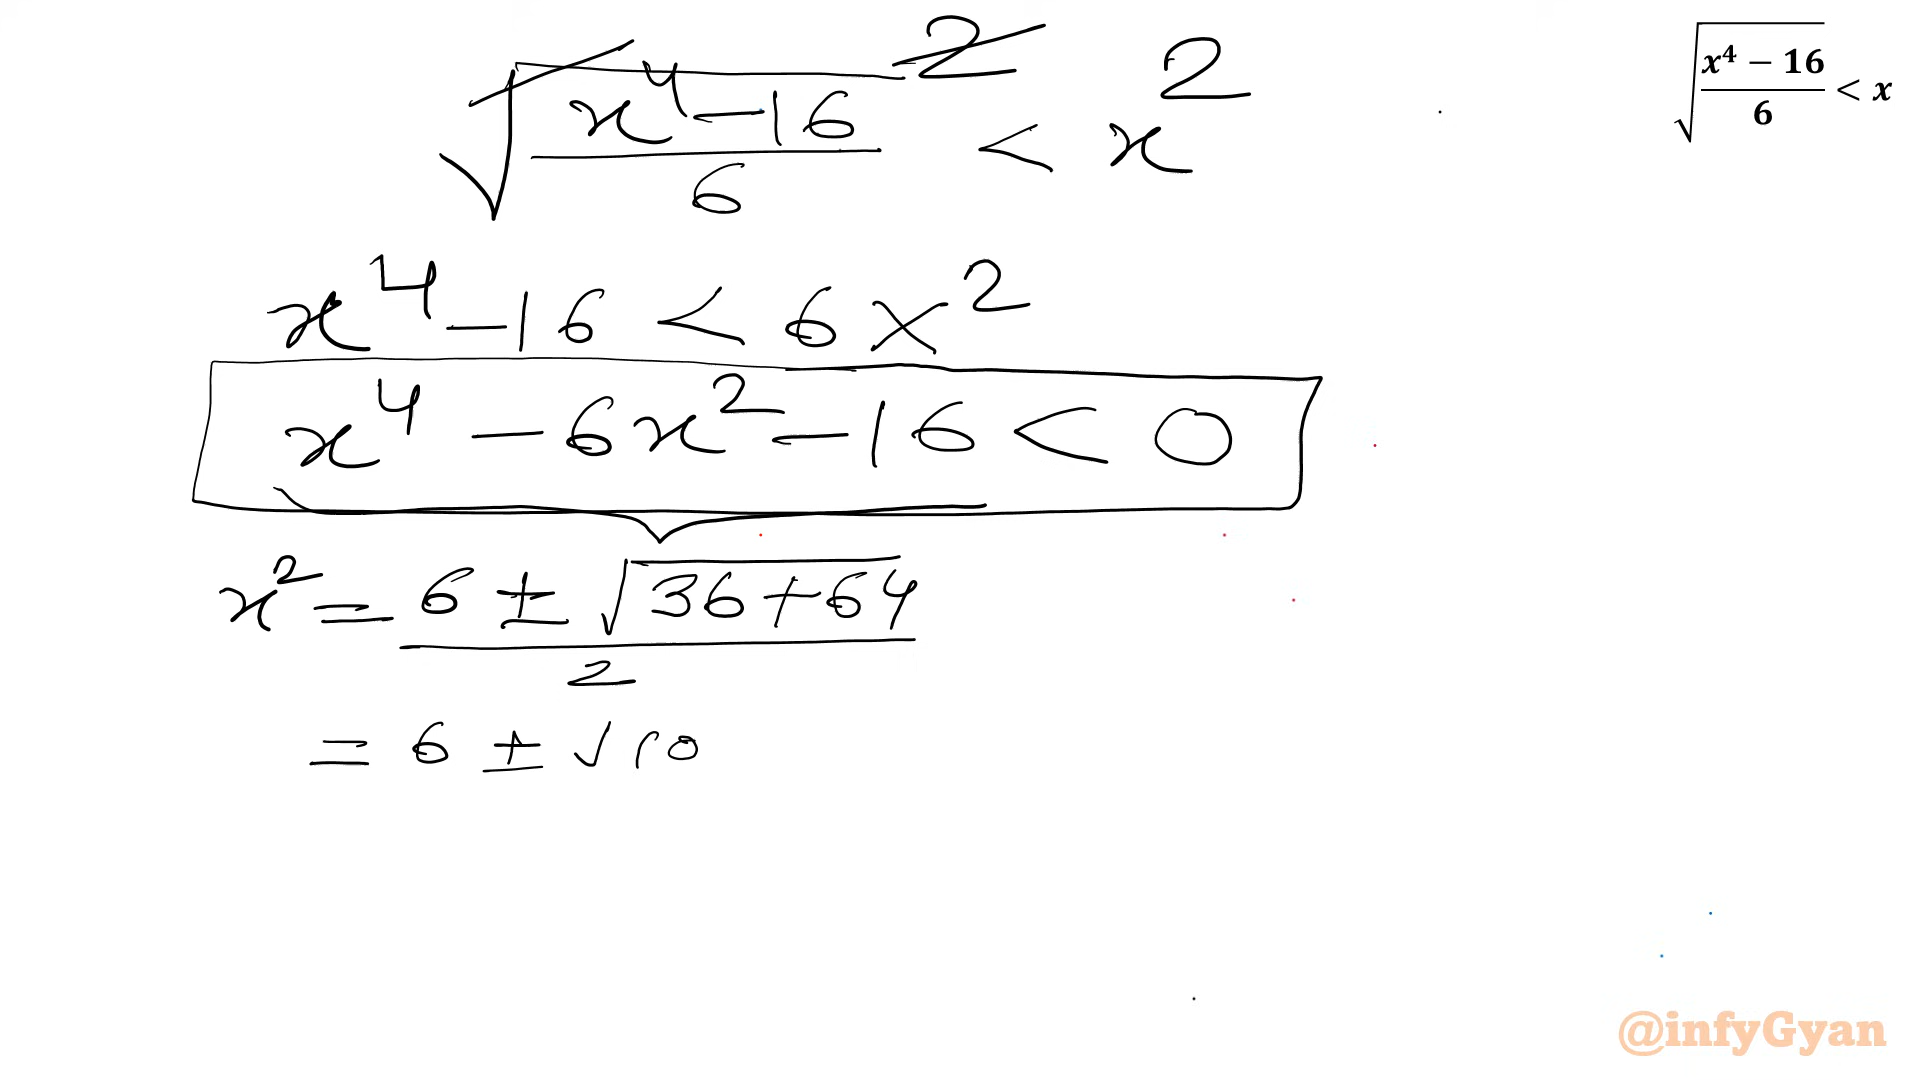 √((x⁴ − 16)/6)² < x²
√((x⁴ − 16)/6) < x
x⁴ − 16 < 6x²
x⁴ − 6x² − 16 < 0
x² = (6 ± √(36 + 64))/2
= 6 ± √10
@infyGyan